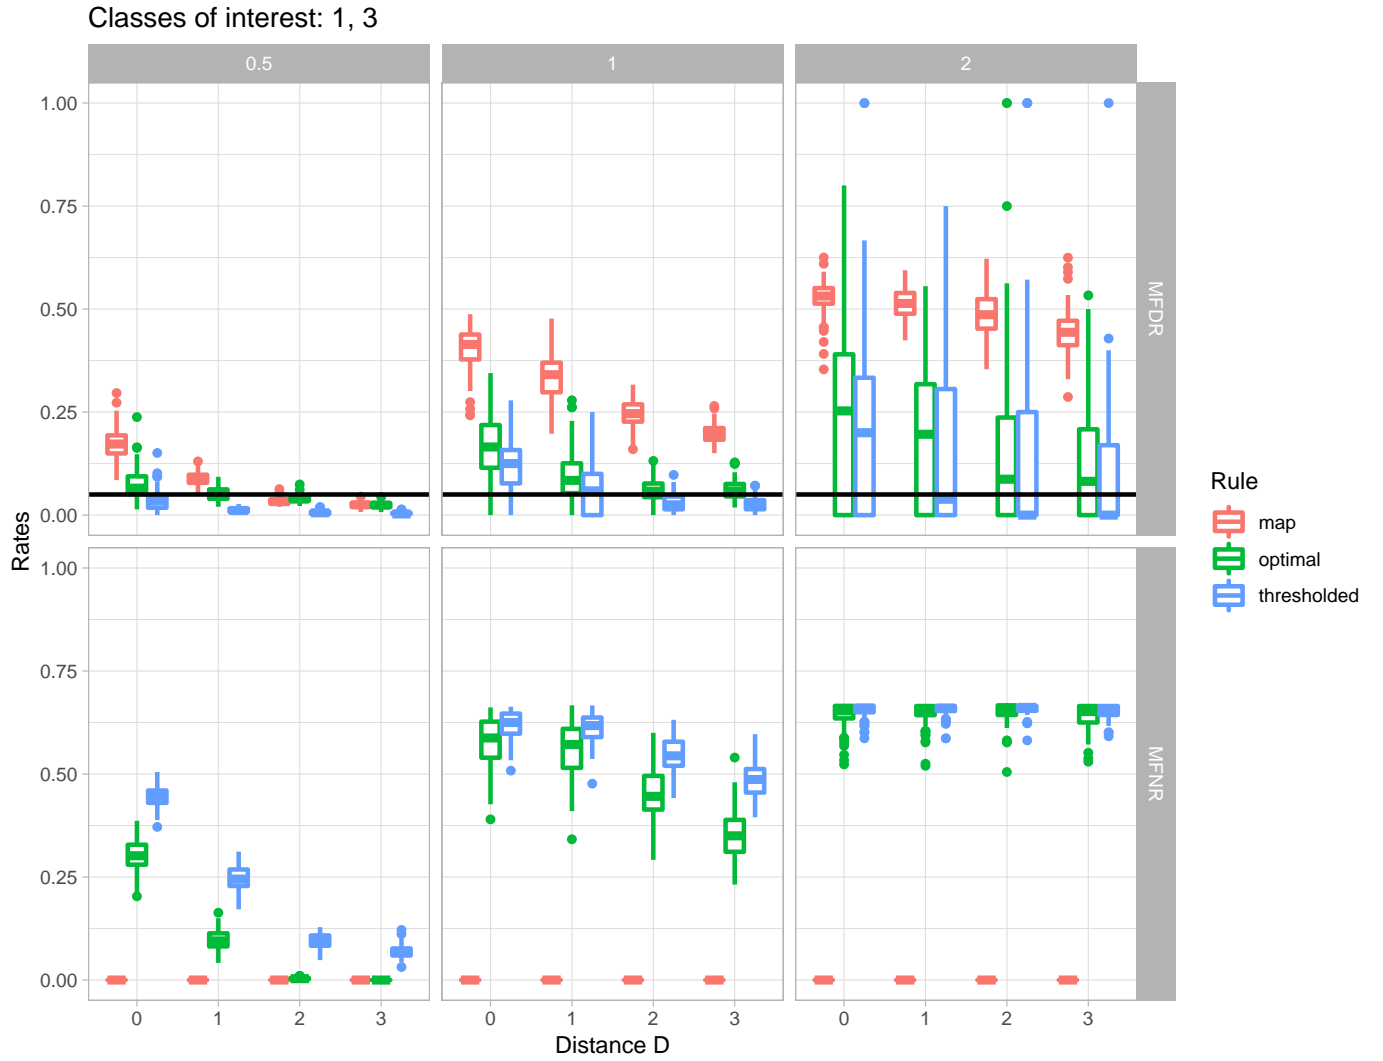 Classes of interest: 1, 3
0.5
1
2
1.00
0.75
0.50
0.25
0.00
MFDR
1.00
0.75
0.50
0.25
0.00
MFNR
Rates
0
1
2
3
0
1
2
3
0
1
2
3
Distance D
Rule
map
optimal
thresholded